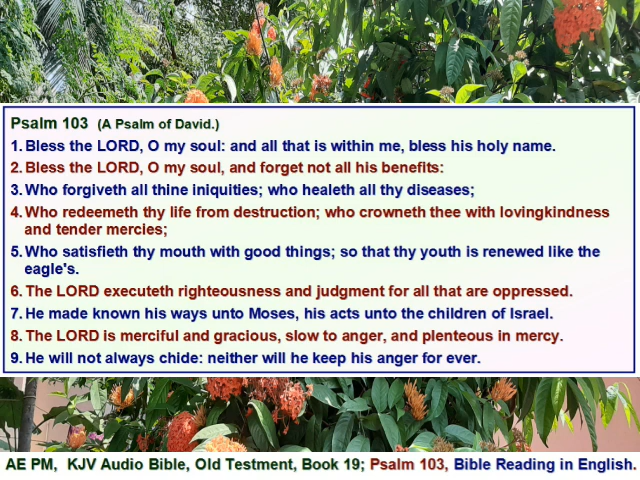 Psalm 103 (A Psalm of David.)
1. Bless the LORD, O my soul: and all that is within me, bless his holy name.
2. Bless the LORD, O my soul, and forget not all his benefits:
3. Who forgiveth all thine iniquities; who healeth all thy diseases;
4. Who redeemeth thy life from destruction; who crowneth thee with lovingkindness
and tender mercies;
5. Who satisfieth thy mouth with good things; so that thy youth is renewed like the
eagle's.
6. The LORD executeth righteousness and judgment for all that are oppressed.
7. He made known his ways unto Moses, his acts unto the children of Israel.
8. The LORD is merciful and gracious, slow to anger, and plenteous in mercy.
9. He will not always chide: neither will he keep his anger for ever.
AE PM, KJV Audio Bible, Old Testment, Book 19; Psalm 103, Bible Reading in English.